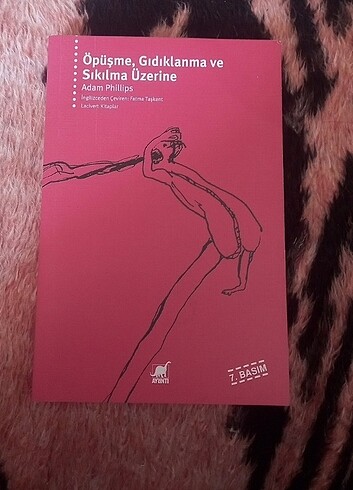 Öpüşme, Gıdıklanma ve
Sıkılma Üzerine
Adam Phillips
İngilizceden Çeviren: Fatma Taşkent
Lacivert Kitaplar
7. BASIM
AYRINTI